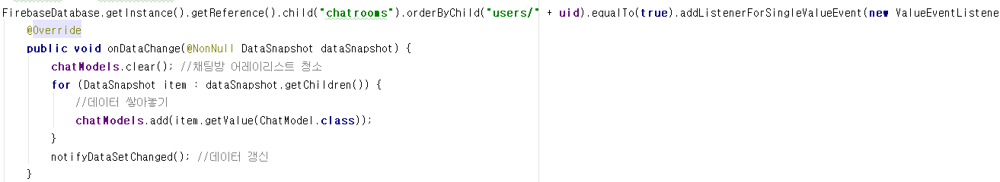 FirebaseDatabase.getInstance().getReference().child("chatrooms").orderByChild("users/" + uid).equalTo(true).addListenerForSingleValueEvent(new ValueEventListene
@Override
public void onDataChange(@NonNull DataSnapshot dataSnapshot) {
chatModels.clear(); //채팅방 어레이리스트 청소
for (DataSnapshot item : dataSnapshot.getChildren()) {
//데이터 쌓아놓기
chatModels.add(item.getValue(ChatModel.class));
}
notifyDataSetChanged(); //데이터 갱신
}